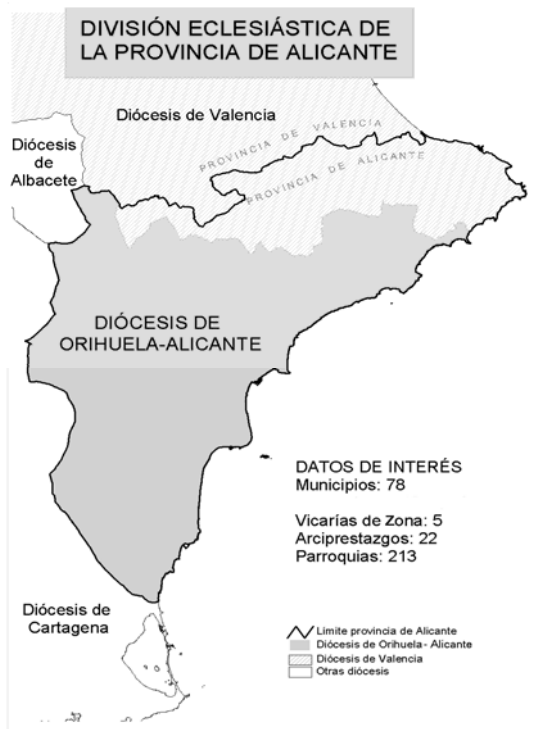 DIVISIÓN ECLESIÁSTICA DE
LA PROVINCIA DE ALICANTE
Diócesis de Valencia
Diócesis
de
Albacete
PROVINCIA DE VALENCIA
PROVINCIA DE ALICANTE
DIÓCESIS DE
ORIHUELA-ALICANTE
DATOS DE INTERÉS
Municipios: 78
Vicarías de Zona: 5
Arciprestazgos: 22
Parroquias: 213
Diócesis de
Cartagena
Limite provincia de Alicante
Diócesis de Orihuela- Alicante
Diócesis de Valencia
Otras diócesis